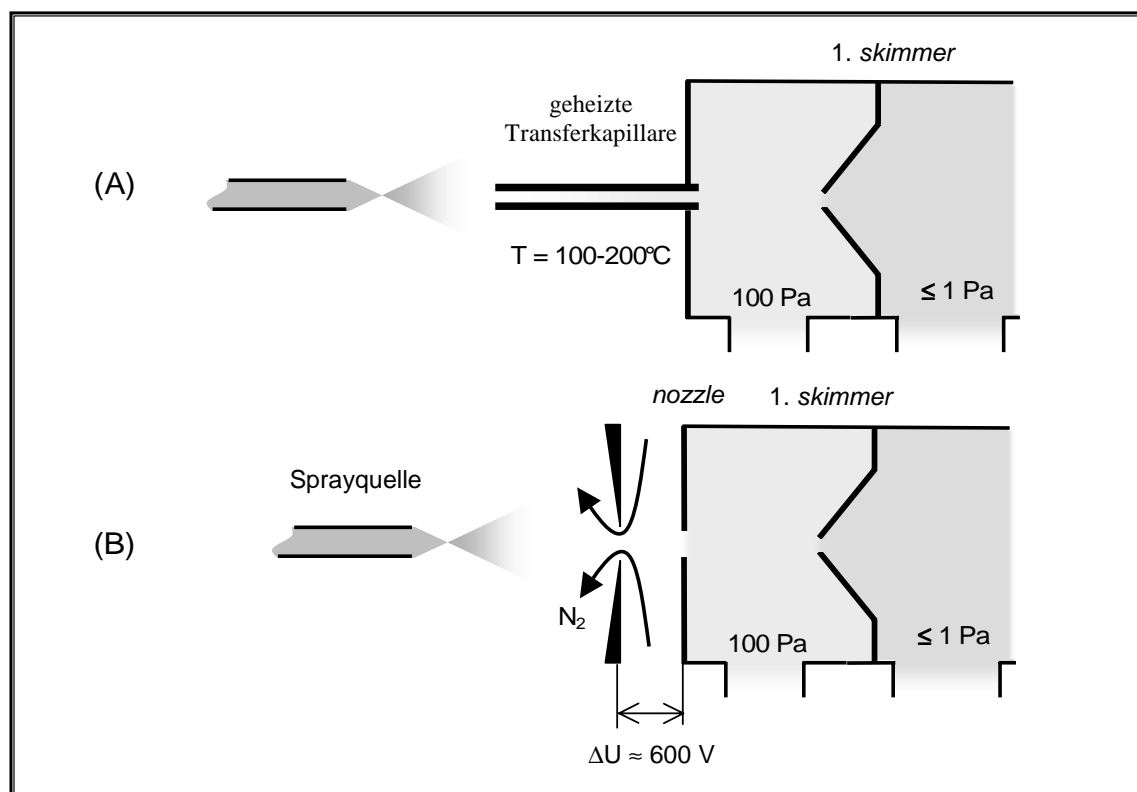 1. skimmer
geheizte
Transferkapillare
(A)
T = 100-200°C
100 Pa
≤ 1 Pa
nozzle
1. skimmer
Sprayquelle
(B)
N₂
100 Pa
≤ 1 Pa
ΔU ≈ 600 V